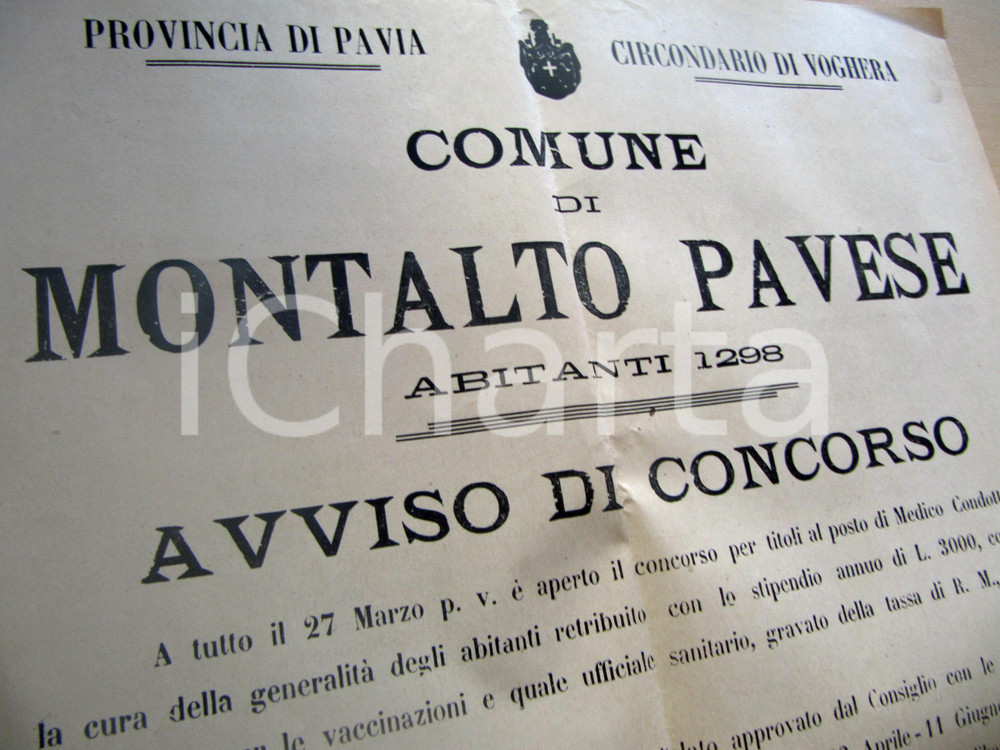 PROVINCIA DI PAVIA
CIRCONDARIO DI VOGHERA
COMUNE
DI
MONTALTO PAVESE
ABITANTI 1298
AVVISO DI CONCORSO
A tutto il 27 Marzo p. v. è aperto il concorso per titoli al posto di Medico
la cura della generalità degli abitanti retribuito con lo stipendio annuo di L. 3000,
le vaccinazioni e quale ufficiale sanitario, gravato della tassa di R. M.,
approvato dal Consiglio con le
Aprile-11
iCharta